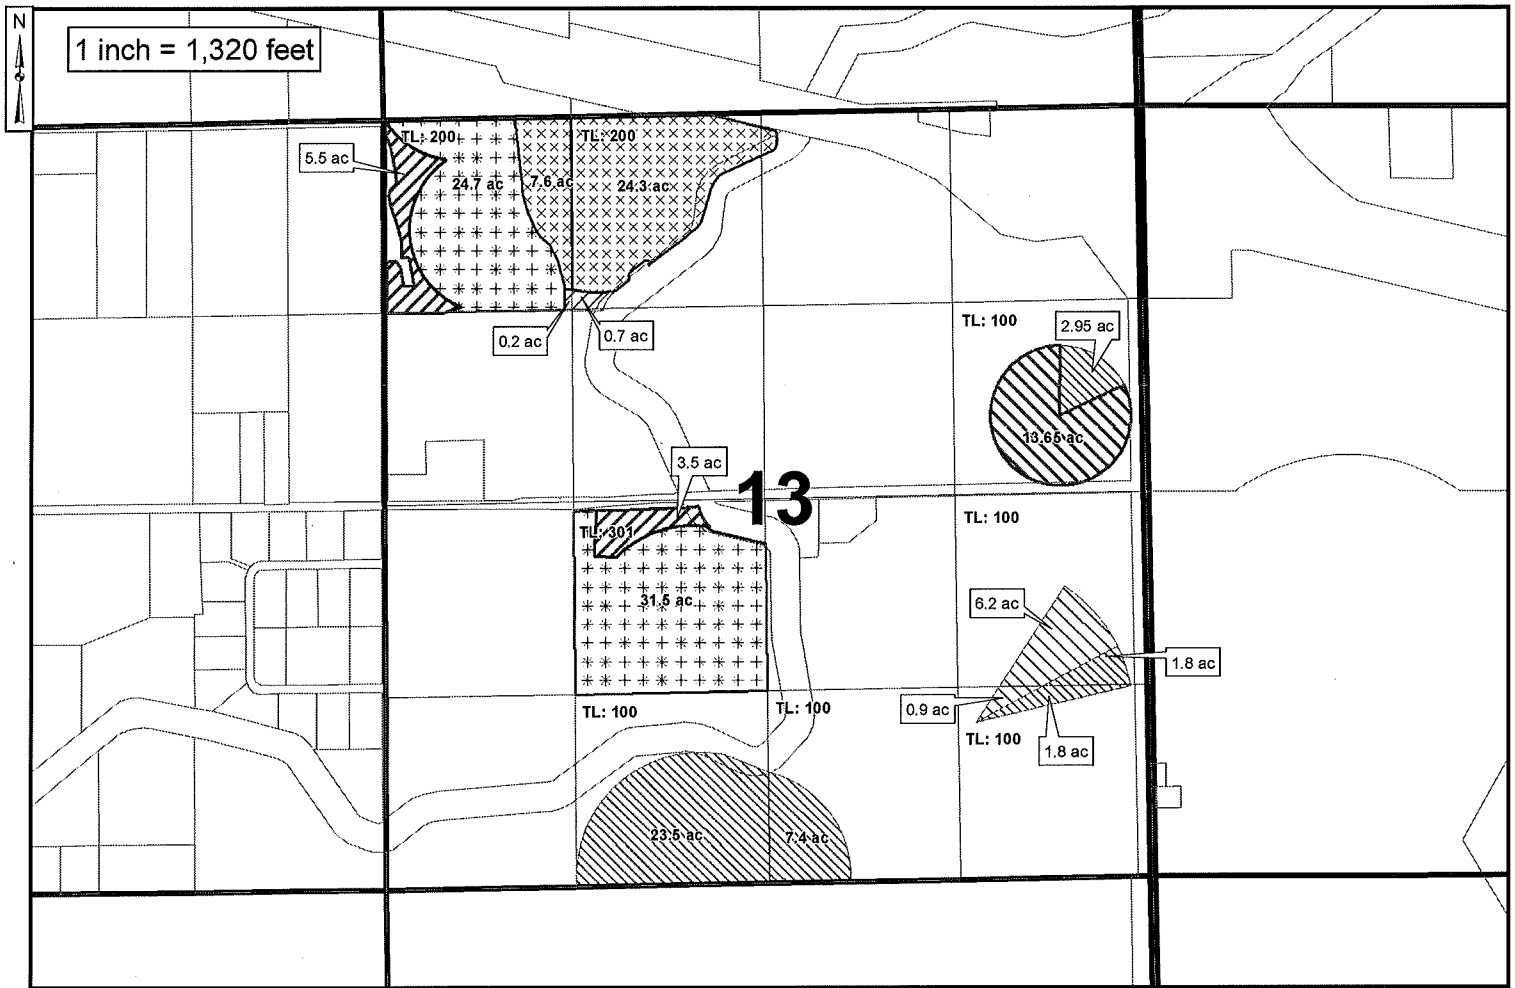 N
1 inch = 1,320 feet
TL: 200
TL: 200
5.5 ac
24.7 ac
7.6 ac
24.3 ac
0.2 ac
0.7 ac
TL: 100
2.95 ac
13.65 ac
3.5 ac
13
TL: 301
TL: 100
31.5 ac
6.2 ac
1.8 ac
0.9 ac
TL: 100
TL: 100
TL: 100
1.8 ac
23.5 ac
7.4 ac